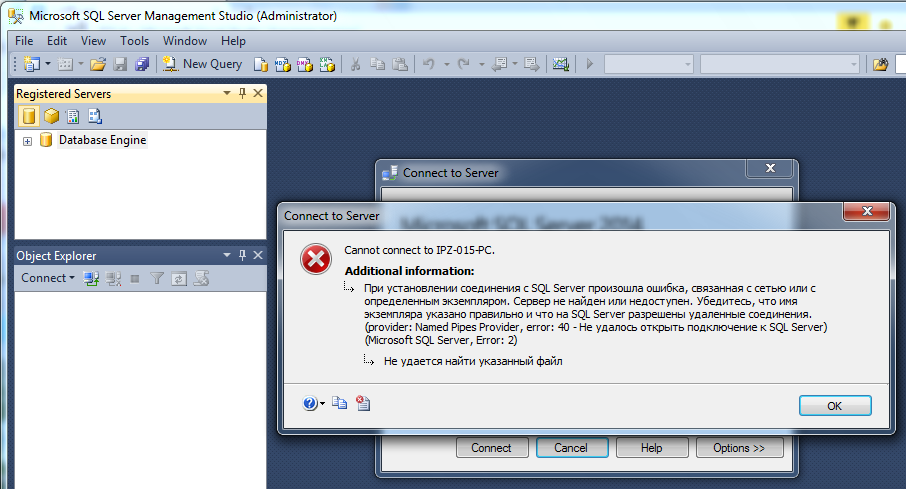 Microsoft SQL Server Management Studio (Administrator)
File Edit View Tools Window Help
New Query
Registered Servers
Database Engine
Object Explorer
Connect
Connect to Server
Microsoft SQL Server 2014
Connect to Server
Cannot connect to IPZ-015-PC.
Additional information:
При установлении соединения с SQL Server произошла ошибка, связанная с сетью или с
определенным экземпляром. Сервер не найден или недоступен. Убедитесь, что имя
экземпляра указано правильно и что на SQL Server разрешены удаленные соединения.
(provider: Named Pipes Provider, error: 40 - Не удалось открыть подключение к SQL Server)
(Microsoft SQL Server, Error: 2)
Не удается найти указанный файл
OK
Connect Cancel Help Options >>